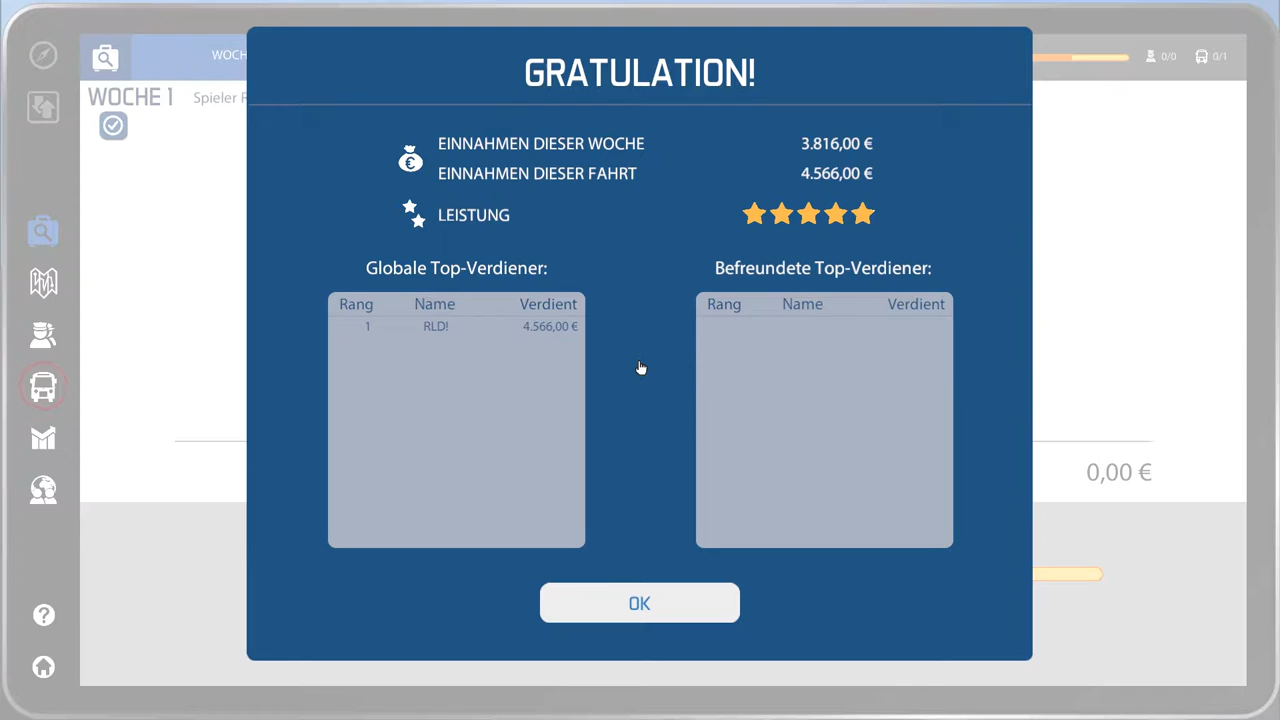 WOCH
0/0
0/1
WOCHE 1
Spieler R
GRATULATION!
EINNAHMEN DIESER WOCHE 3.816,00 €
EINNAHMEN DIESER FAHRT 4.566,00 €
LEISTUNG
Globale Top-Verdiener:
Rang Name Verdient
1 RLD! 4.566,00 €
Befreundete Top-Verdiener:
Rang Name Verdient
0,00 €
OK